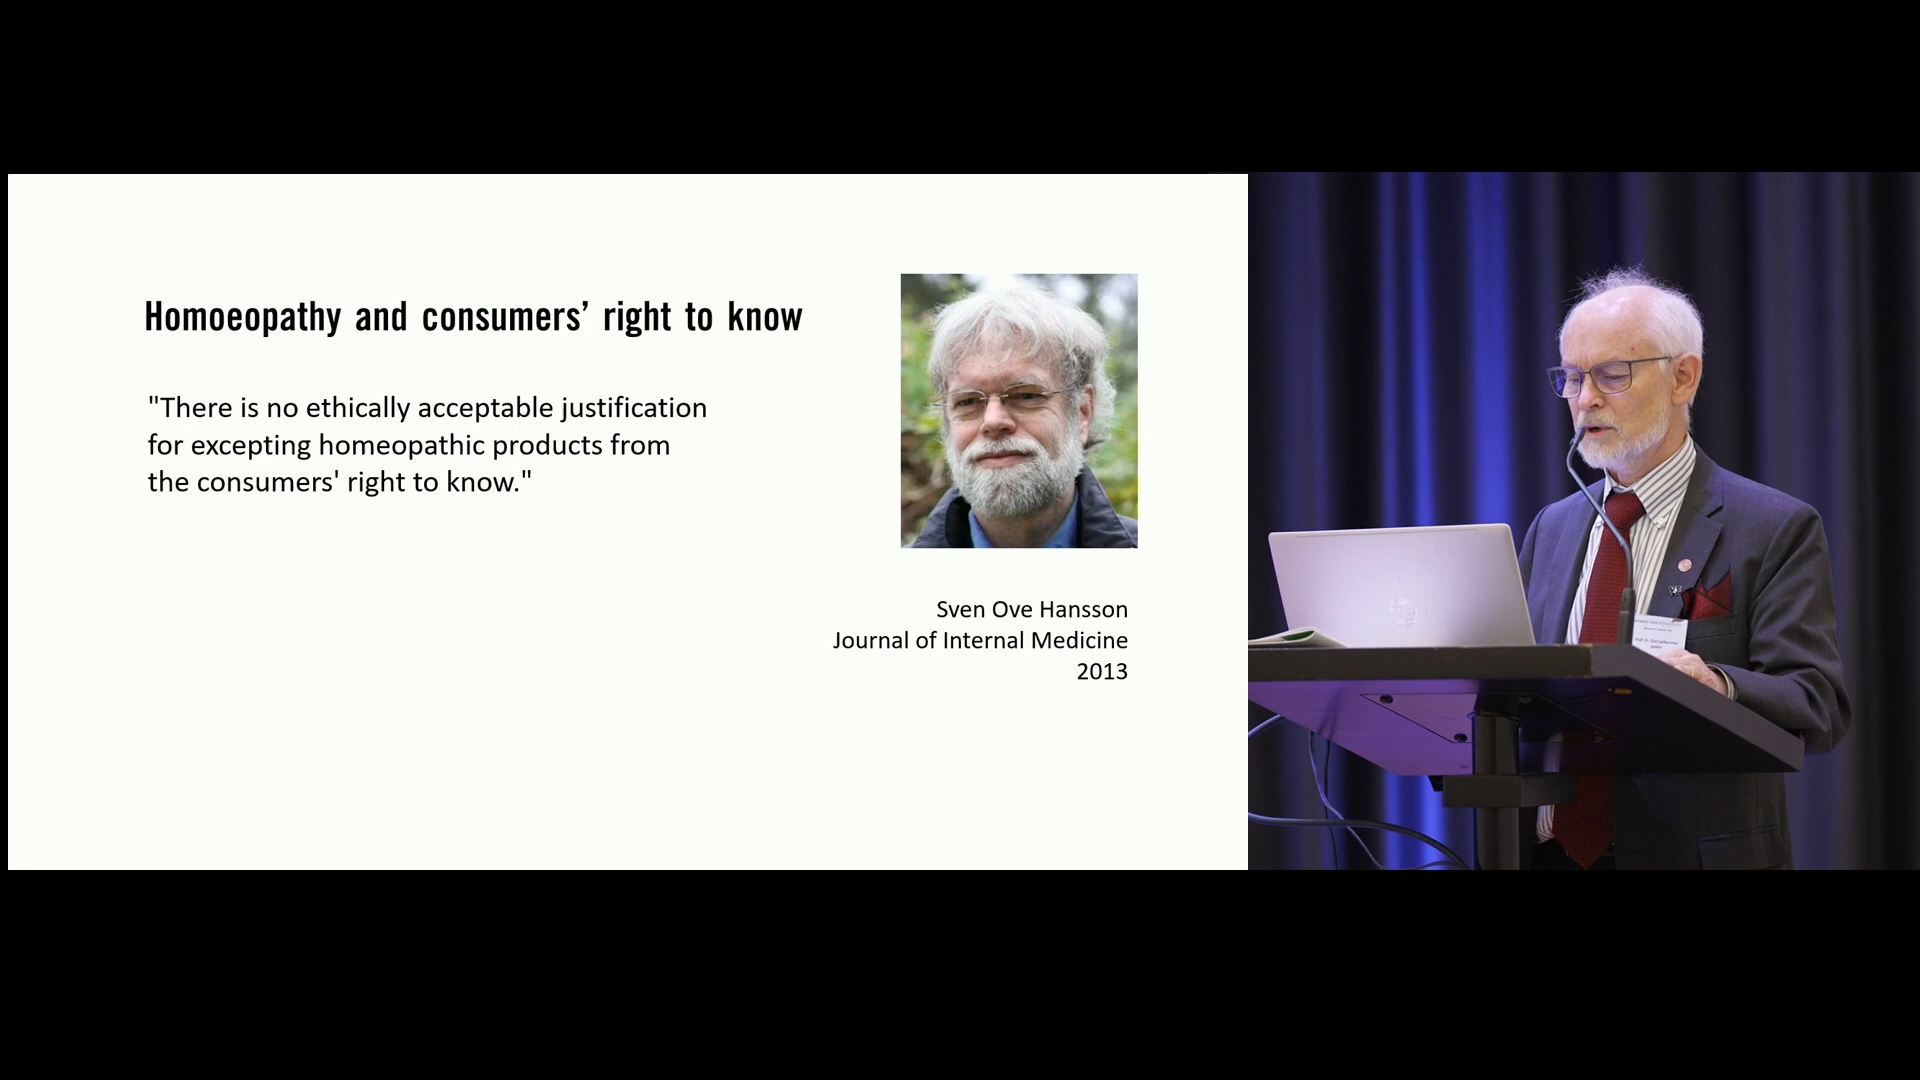 Homoeopathy and consumers’ right to know
"There is no ethically acceptable justification
for excepting homeopathic products from
the consumers' right to know."
Sven Ove Hansson
Journal of Internal Medicine
2013